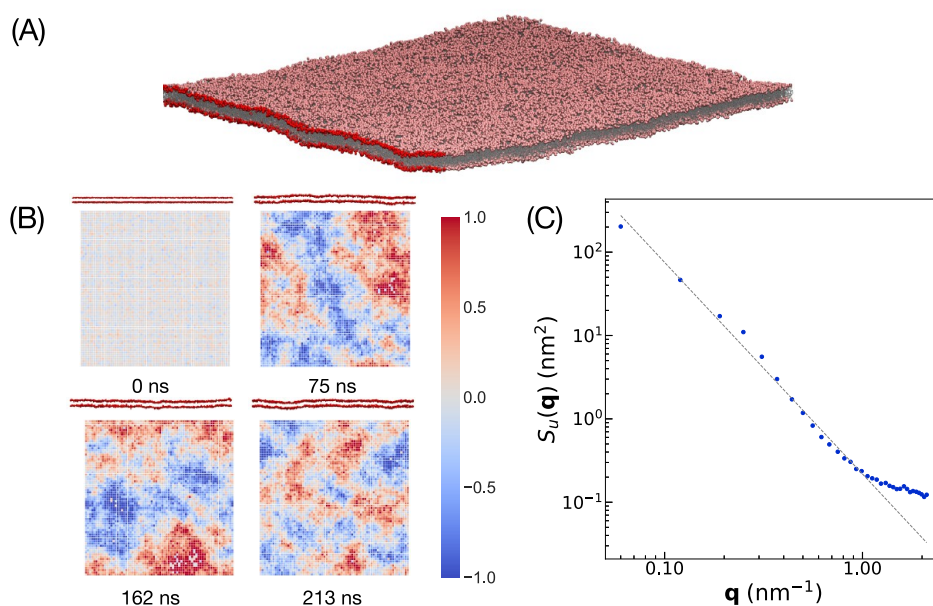 (A)
(B)
0 ns
75 ns
162 ns
213 ns
1.0
0.5
0.0
−0.5
−1.0
(C)
S_u(q) (nm²)
10²
10¹
10⁰
10⁻¹
0.10
1.00
q (nm⁻¹)